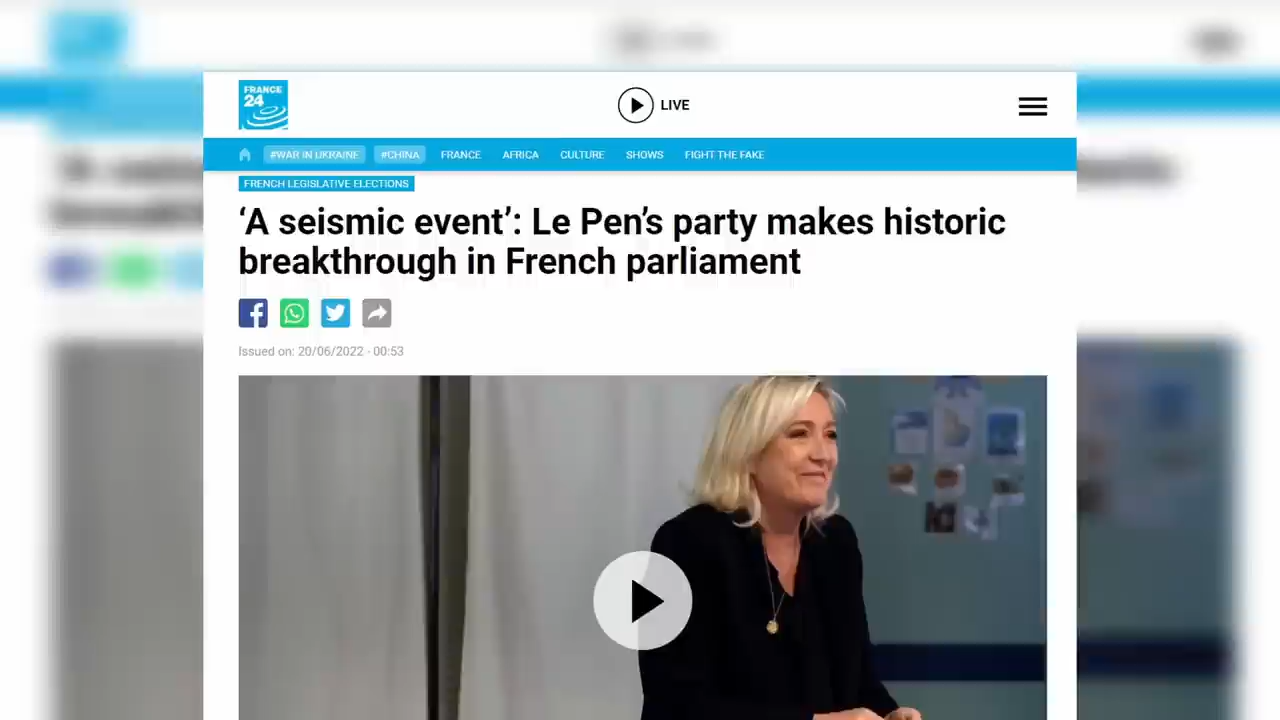 FRANCE
24
LIVE
#WAR IN UKRAINE #CHINA FRANCE AFRICA CULTURE SHOWS FIGHT THE FAKE
FRENCH LEGISLATIVE ELECTIONS
‘A seismic event’: Le Pen’s party makes historic
breakthrough in French parliament
Issued on: 20/06/2022 - 00:53